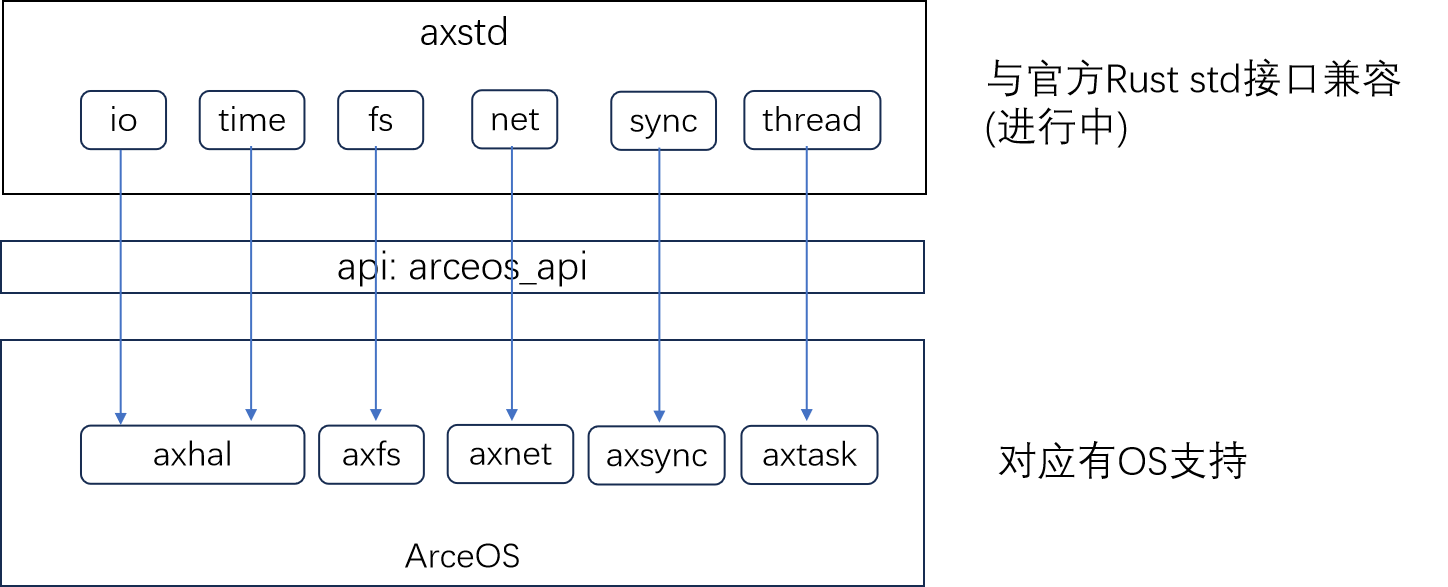 axstd
io time fs net sync thread
与官方Rust std接口兼容
(进行中)
api: arceos_api
axhal axfs axnet axsync axtask
对应有OS支持
ArceOS